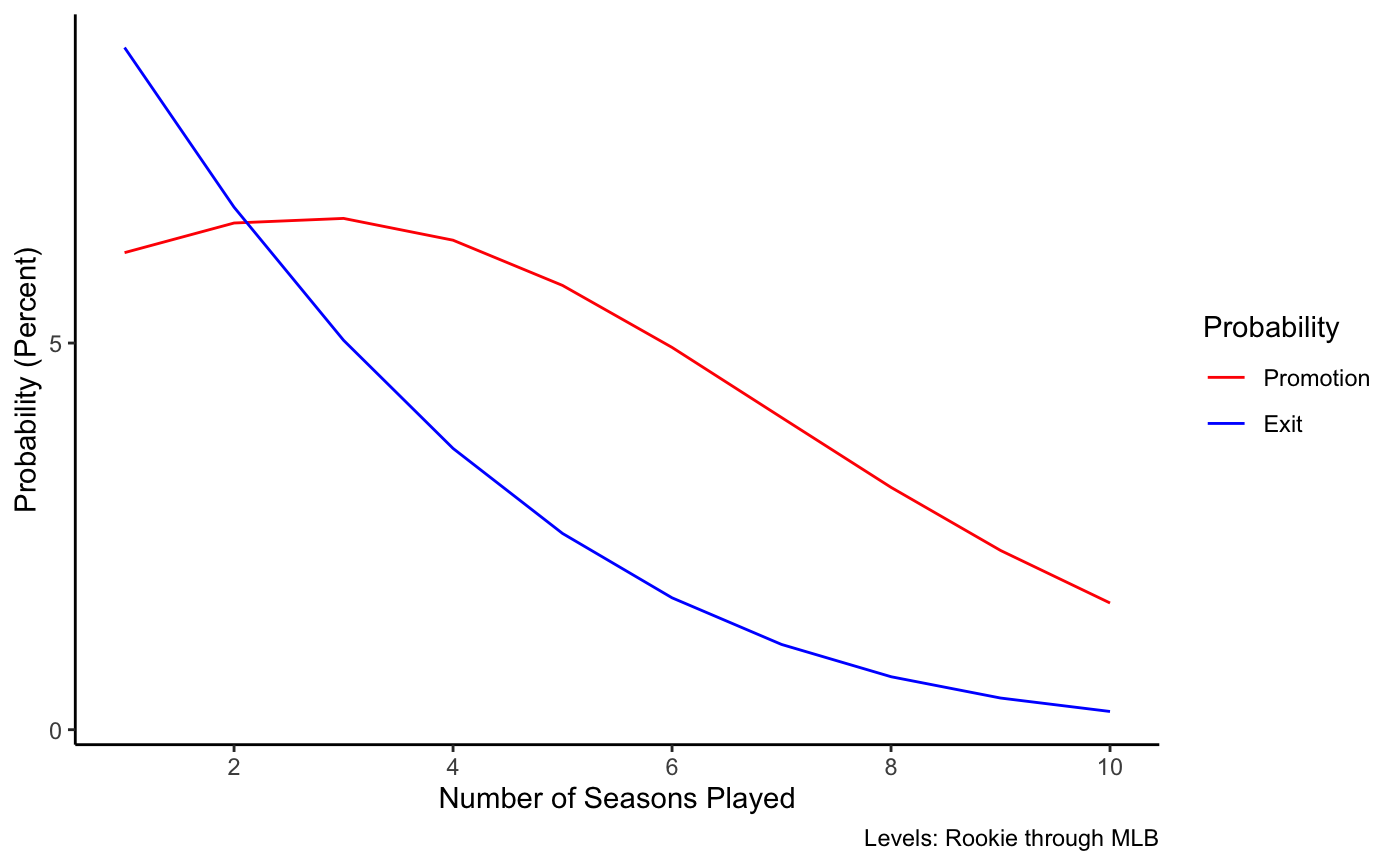 Probability (Percent)
5
0
2
4
6
8
10
Number of Seasons Played
Levels: Rookie through MLB
Probability
Promotion
Exit